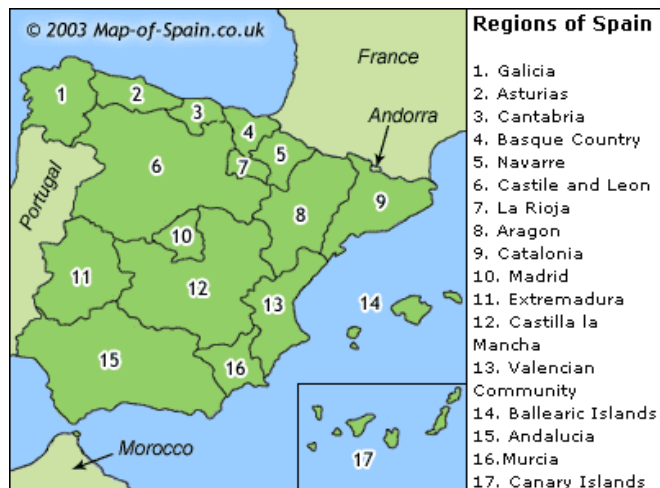 © 2003 Map-of-Spain.co.uk
France
Andorra
Portugal
Morocco
1
2
3
4
5
6
7
8
9
10
11
12
13
14
15
16
17
Regions of Spain
1. Galicia
2. Asturias
3. Cantabria
4. Basque Country
5. Navarre
6. Castile and Leon
7. La Rioja
8. Aragon
9. Catalonia
10. Madrid
11. Extremadura
12. Castilla la
Mancha
13. Valencian
Community
14. Ballearic Islands
15. Andalucia
16.Murcia
17. Canary Islands